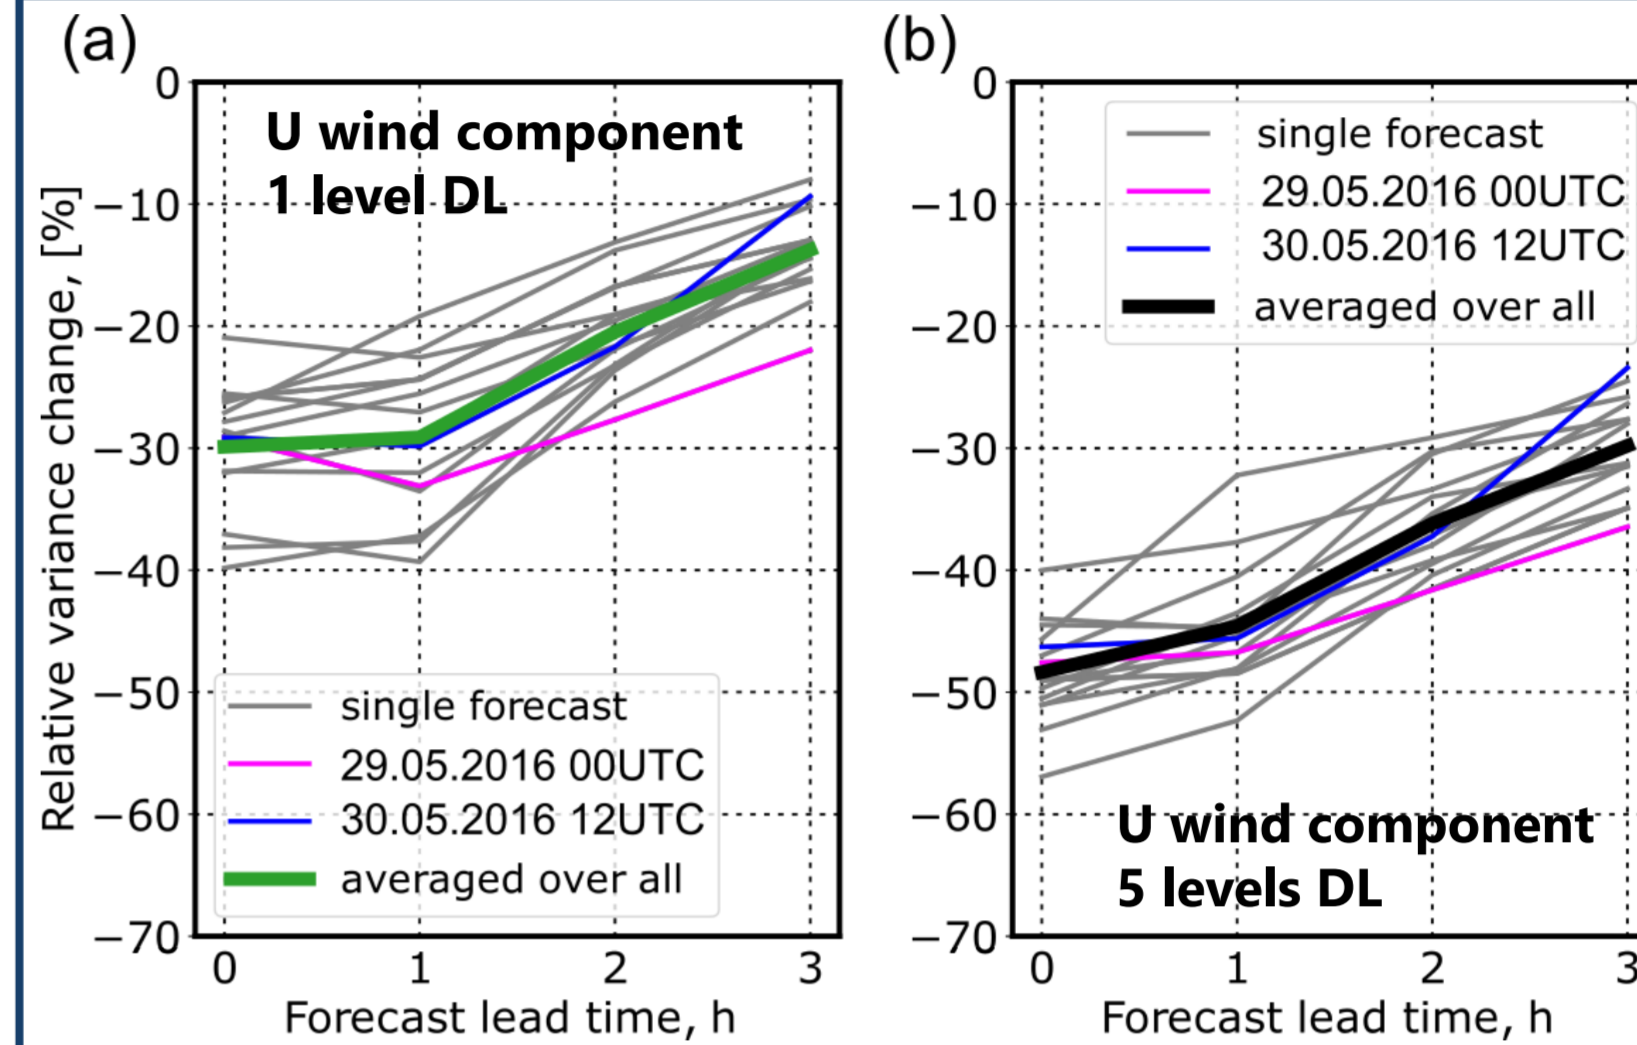 (a)
0
−10
−20
−30
−40
−50
−60
−70
Relative variance change, [%]
U wind component
1 level DL
single forecast
29.05.2016 00UTC
30.05.2016 12UTC
averaged over all
0 1 2 3
Forecast lead time, h
(b)
0
−10
−20
−30
−40
−50
−60
−70
single forecast
29.05.2016 00UTC
30.05.2016 12UTC
averaged over all
U wind component
5 levels DL
0 1 2 3
Forecast lead time, h